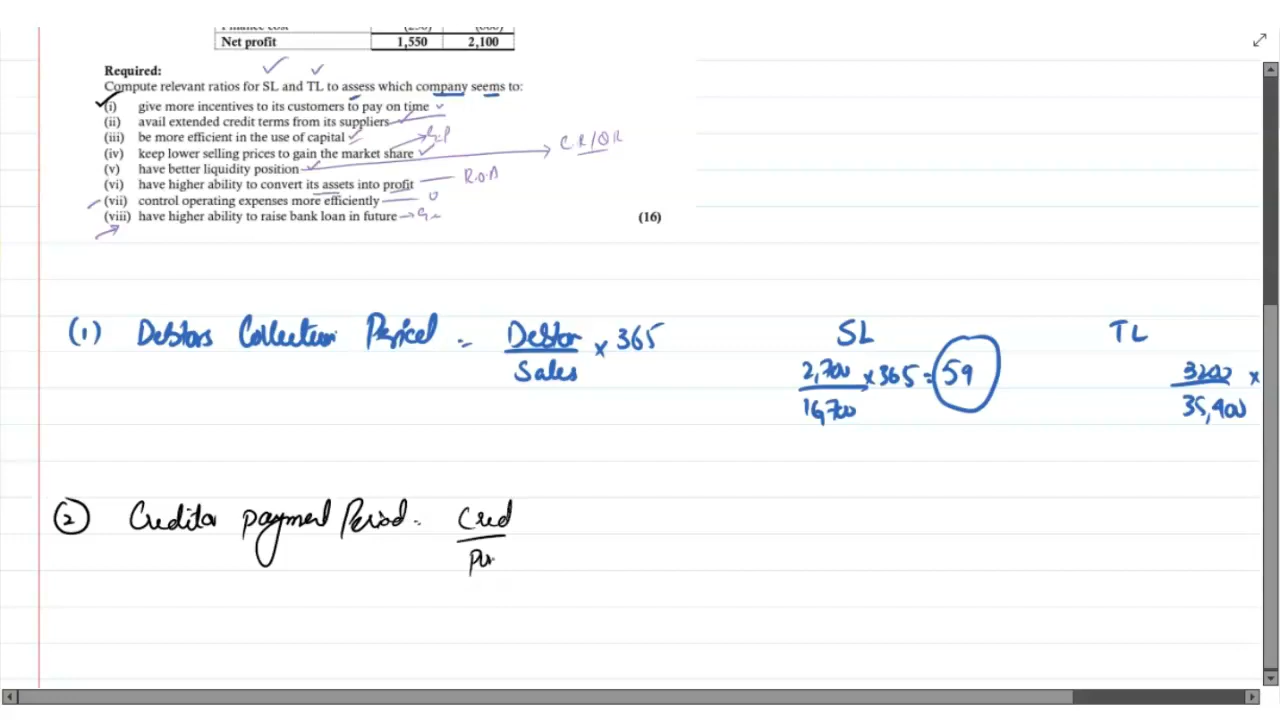 Net profit 1,550 2,100
Required:
Compute relevant ratios for SL and TL to assess which company seems to:
(i) give more incentives to its customers to pay on time
(ii) avail extended credit terms from its suppliers
(iii) be more efficient in the use of capital
G.P
(iv) keep lower selling prices to gain the market share
C.R/QR
(v) have better liquidity position
(vi) have higher ability to convert its assets into profit R.O.A
(vii) control operating expenses more efficiently
(viii) have higher ability to raise bank loan in future
(16)
(1) Debtors Collection Period = Debtor × 365
Sales
SL
2,700 × 365 = 59
16,700
TL
3200 ×
35,400
(2) Creditor payment Period = Cred
Pur